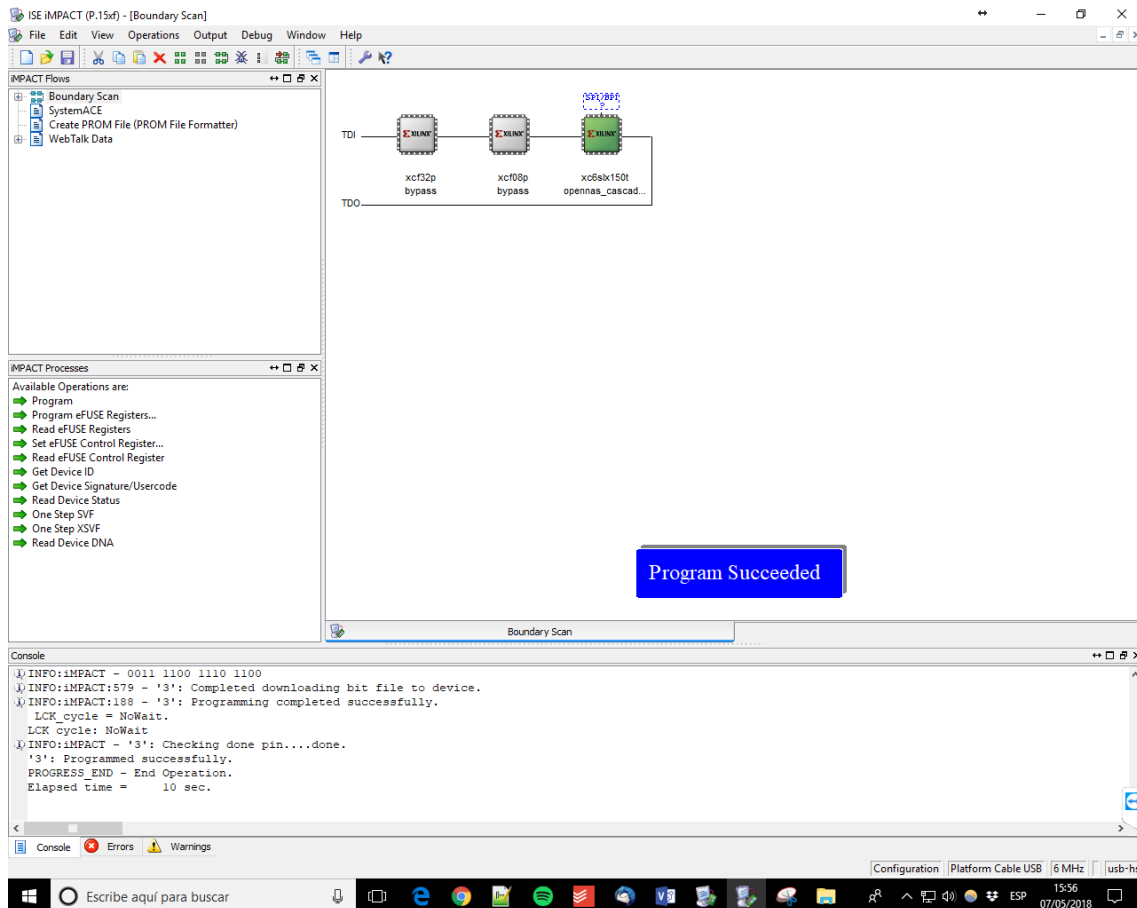 ISE iMPACT (P.15xf) - [Boundary Scan]
File Edit View Operations Output Debug Window Help
iMPACT Flows
Boundary Scan
SystemACE
Create PROM File (PROM File Formatter)
WebTalk Data
SPI/BPI
?
TDI
XILINX XILINX XILINX
xcf32p xcf08p xc6slx150t
bypass bypass opennas_cascad...
TDO
iMPACT Processes
Available Operations are:
Program
Program eFUSE Registers...
Read eFUSE Registers
Set eFUSE Control Register...
Read eFUSE Control Register
Get Device ID
Get Device Signature/Usercode
Read Device Status
One Step SVF
One Step XSVF
Read Device DNA
Program Succeeded
Boundary Scan
Console
INFO:iMPACT - 0011 1100 1110 1100
INFO:iMPACT:579 - '3': Completed downloading bit file to device.
INFO:iMPACT:188 - '3': Programming completed successfully.
LCK_cycle = NoWait.
LCK cycle: NoWait
INFO:iMPACT - '3': Checking done pin....done.
'3': Programmed successfully.
PROGRESS_END - End Operation.
Elapsed time = 10 sec.
Console Errors Warnings
Configuration Platform Cable USB 6 MHz usb-hs
Escribe aquí para buscar
ESP
15:56
07/05/2018